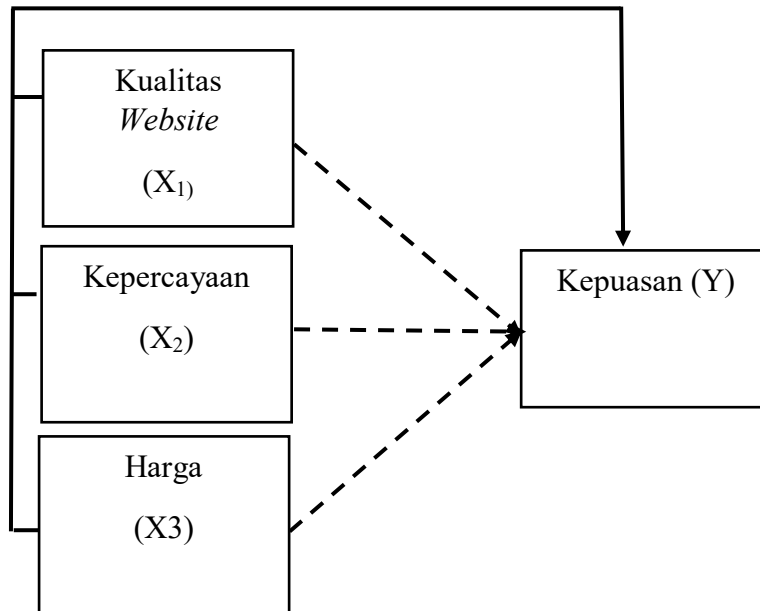 Kualitas
Website
(X₁)
Kepercayaan
(X₂)
Harga
(X3)
Kepuasan (Y)